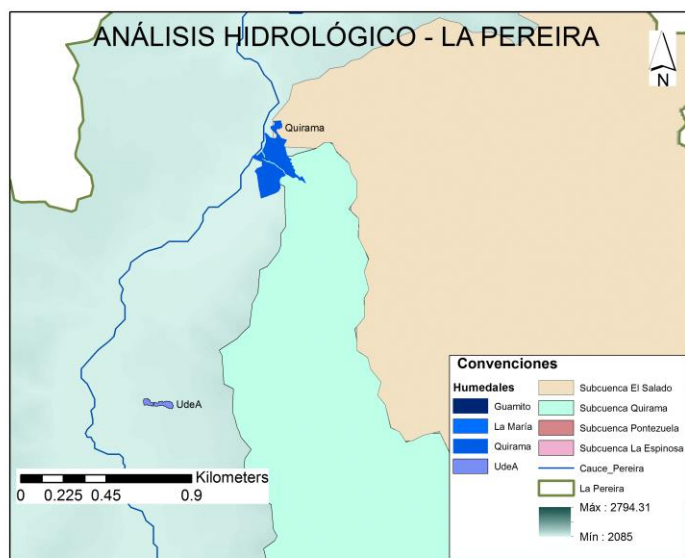 ANÁLISIS HIDROLÓGICO - LA PEREIRA
N
Quirama
UdeA
Kilometers
0 0.225 0.45 0.9
Convenciones
Humedales
Guamito
La María
Quirama
UdeA
Subcuenca El Salado
Subcuenca Quirama
Subcuenca Pontezuela
Subcuenca La Espinosa
Cauce_Pereira
La Pereira
Máx : 2794.31
Mín : 2085